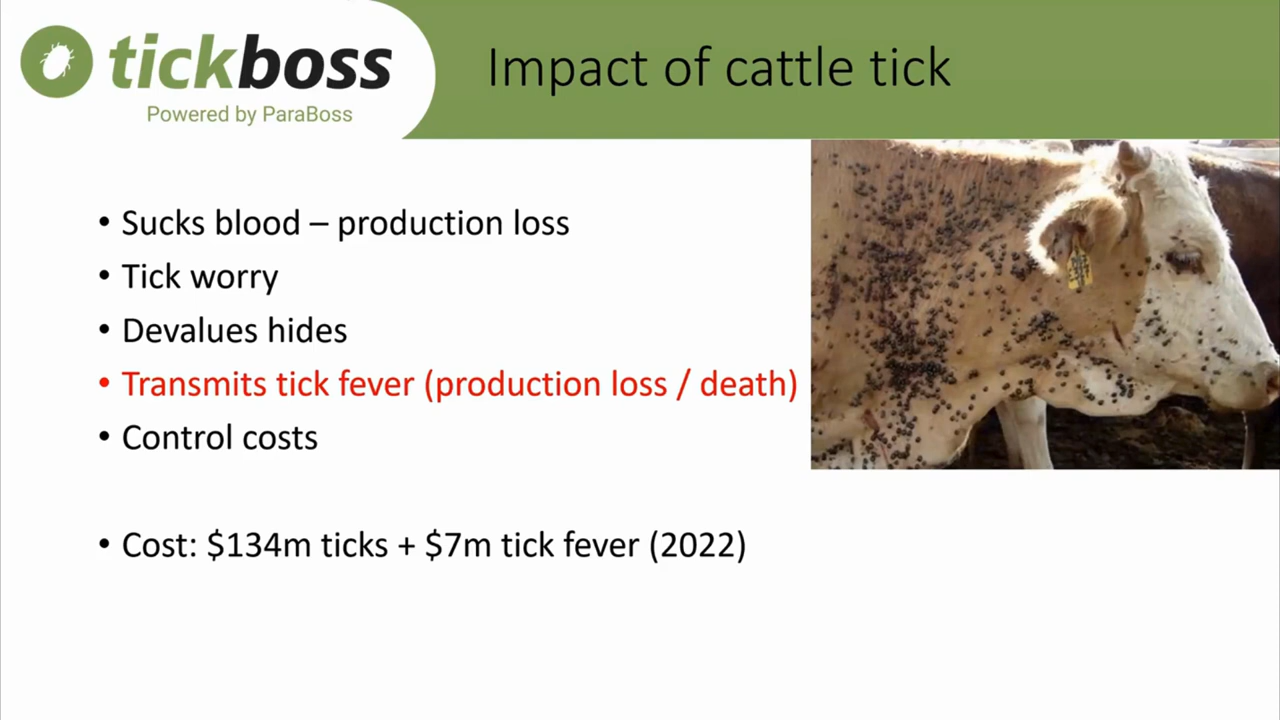 tickboss
Powered by ParaBoss
Impact of cattle tick
• Sucks blood – production loss
• Tick worry
• Devalues hides
• Transmits tick fever (production loss / death)
• Control costs
• Cost: $134m ticks + $7m tick fever (2022)